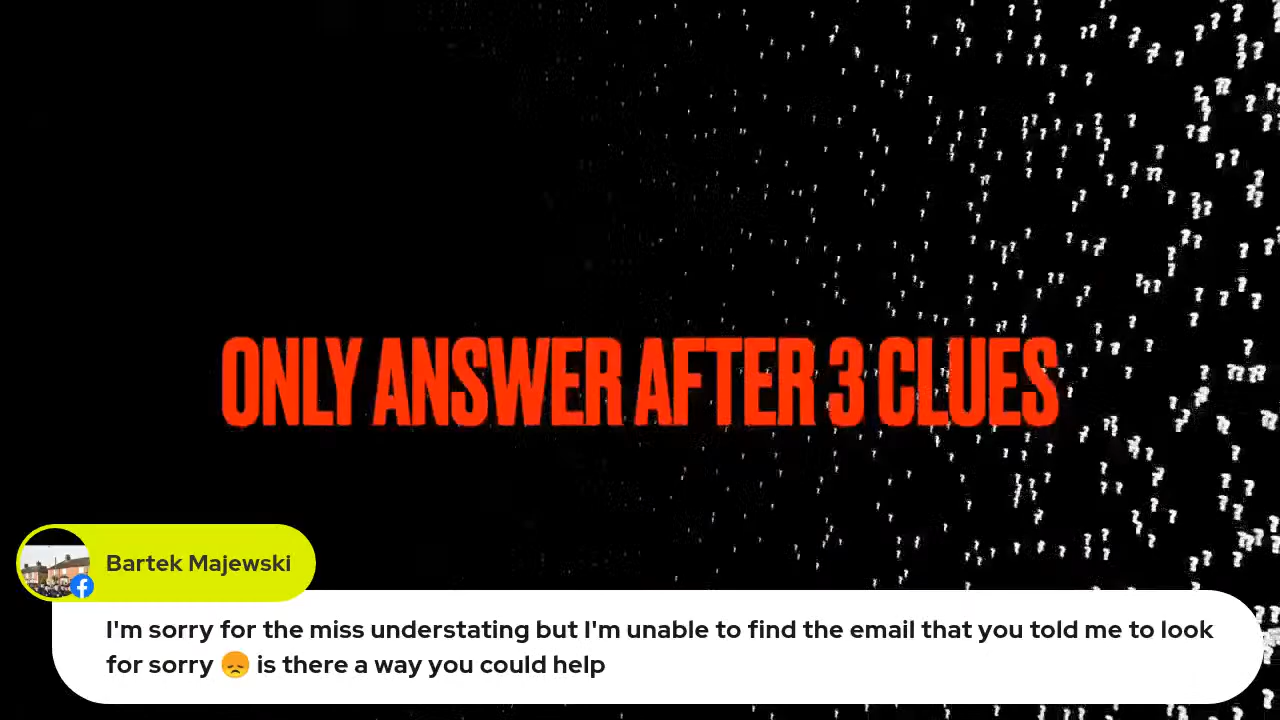 ONLY ANSWER AFTER 3 CLUES
Bartek Majewski
I'm sorry for the miss understating but I'm unable to find the email that you told me to look
for sorry 😞 is there a way you could help